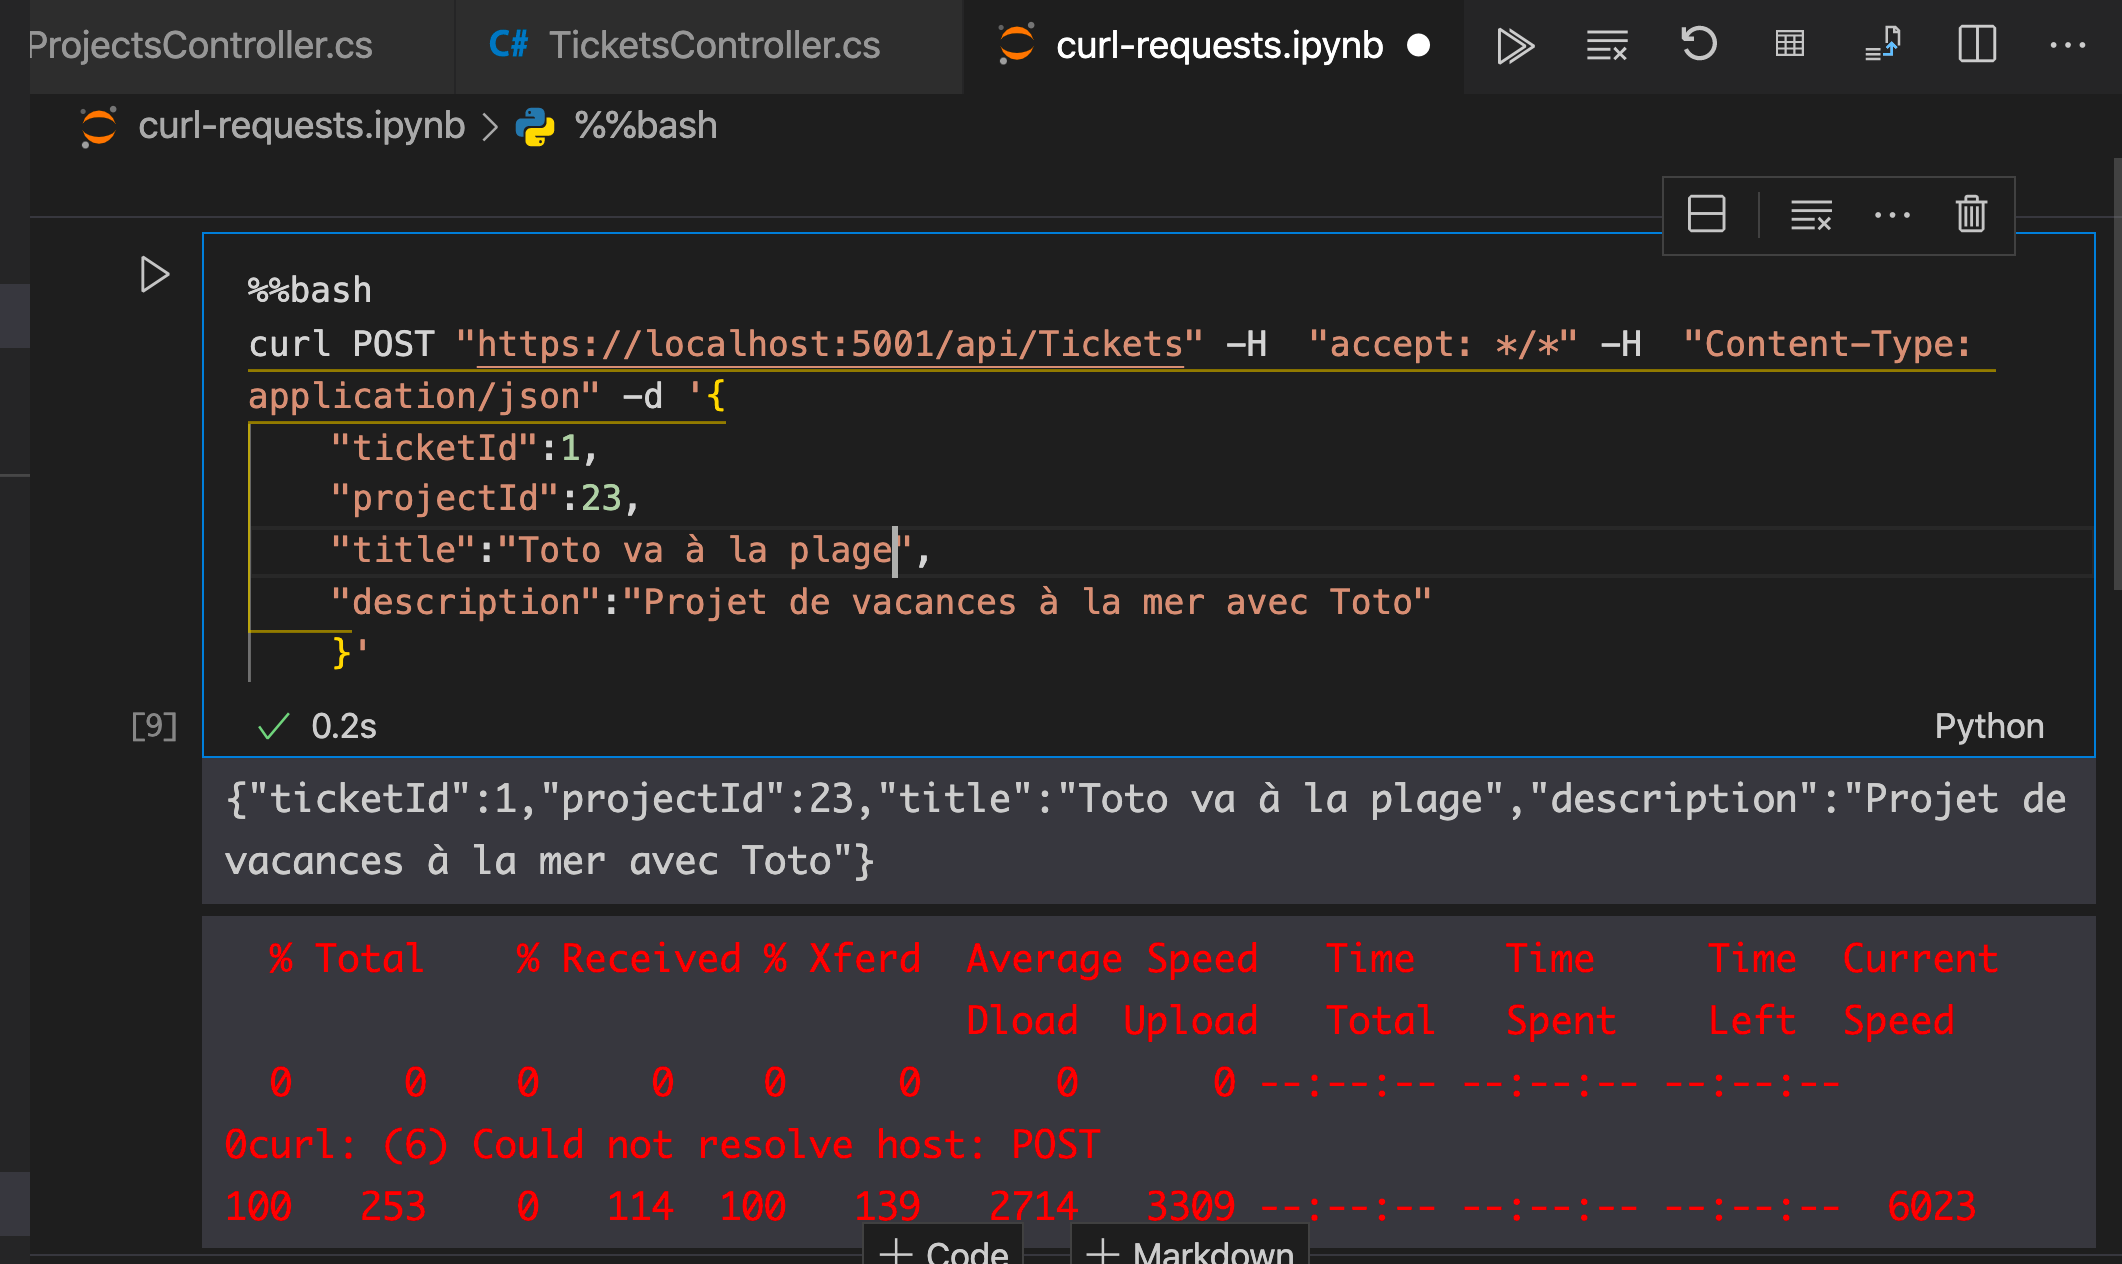 ProjectsController.cs C# TicketsController.cs curl-requests.ipynb
curl-requests.ipynb > %%bash
%%bash
curl POST "https://localhost:5001/api/Tickets" -H  "accept: */*" -H  "Content-Type:
application/json" -d '{
"ticketId":1,
"projectId":23,
"title":"Toto va à la plage",
"description":"Projet de vacances à la mer avec Toto"
}'
[9] 0.2s Python
{"ticketId":1,"projectId":23,"title":"Toto va à la plage","description":"Projet de
vacances à la mer avec Toto"}
% Total    % Received % Xferd  Average Speed   Time    Time     Time  Current
Dload  Upload   Total   Spent    Left  Speed
0     0    0     0    0     0      0      0 --:--:-- --:--:-- --:--:--
0curl: (6) Could not resolve host: POST
100   253    0   114  100   139   2714   3309 --:--:-- --:--:-- --:--:--  6023
+ Code + Markdown